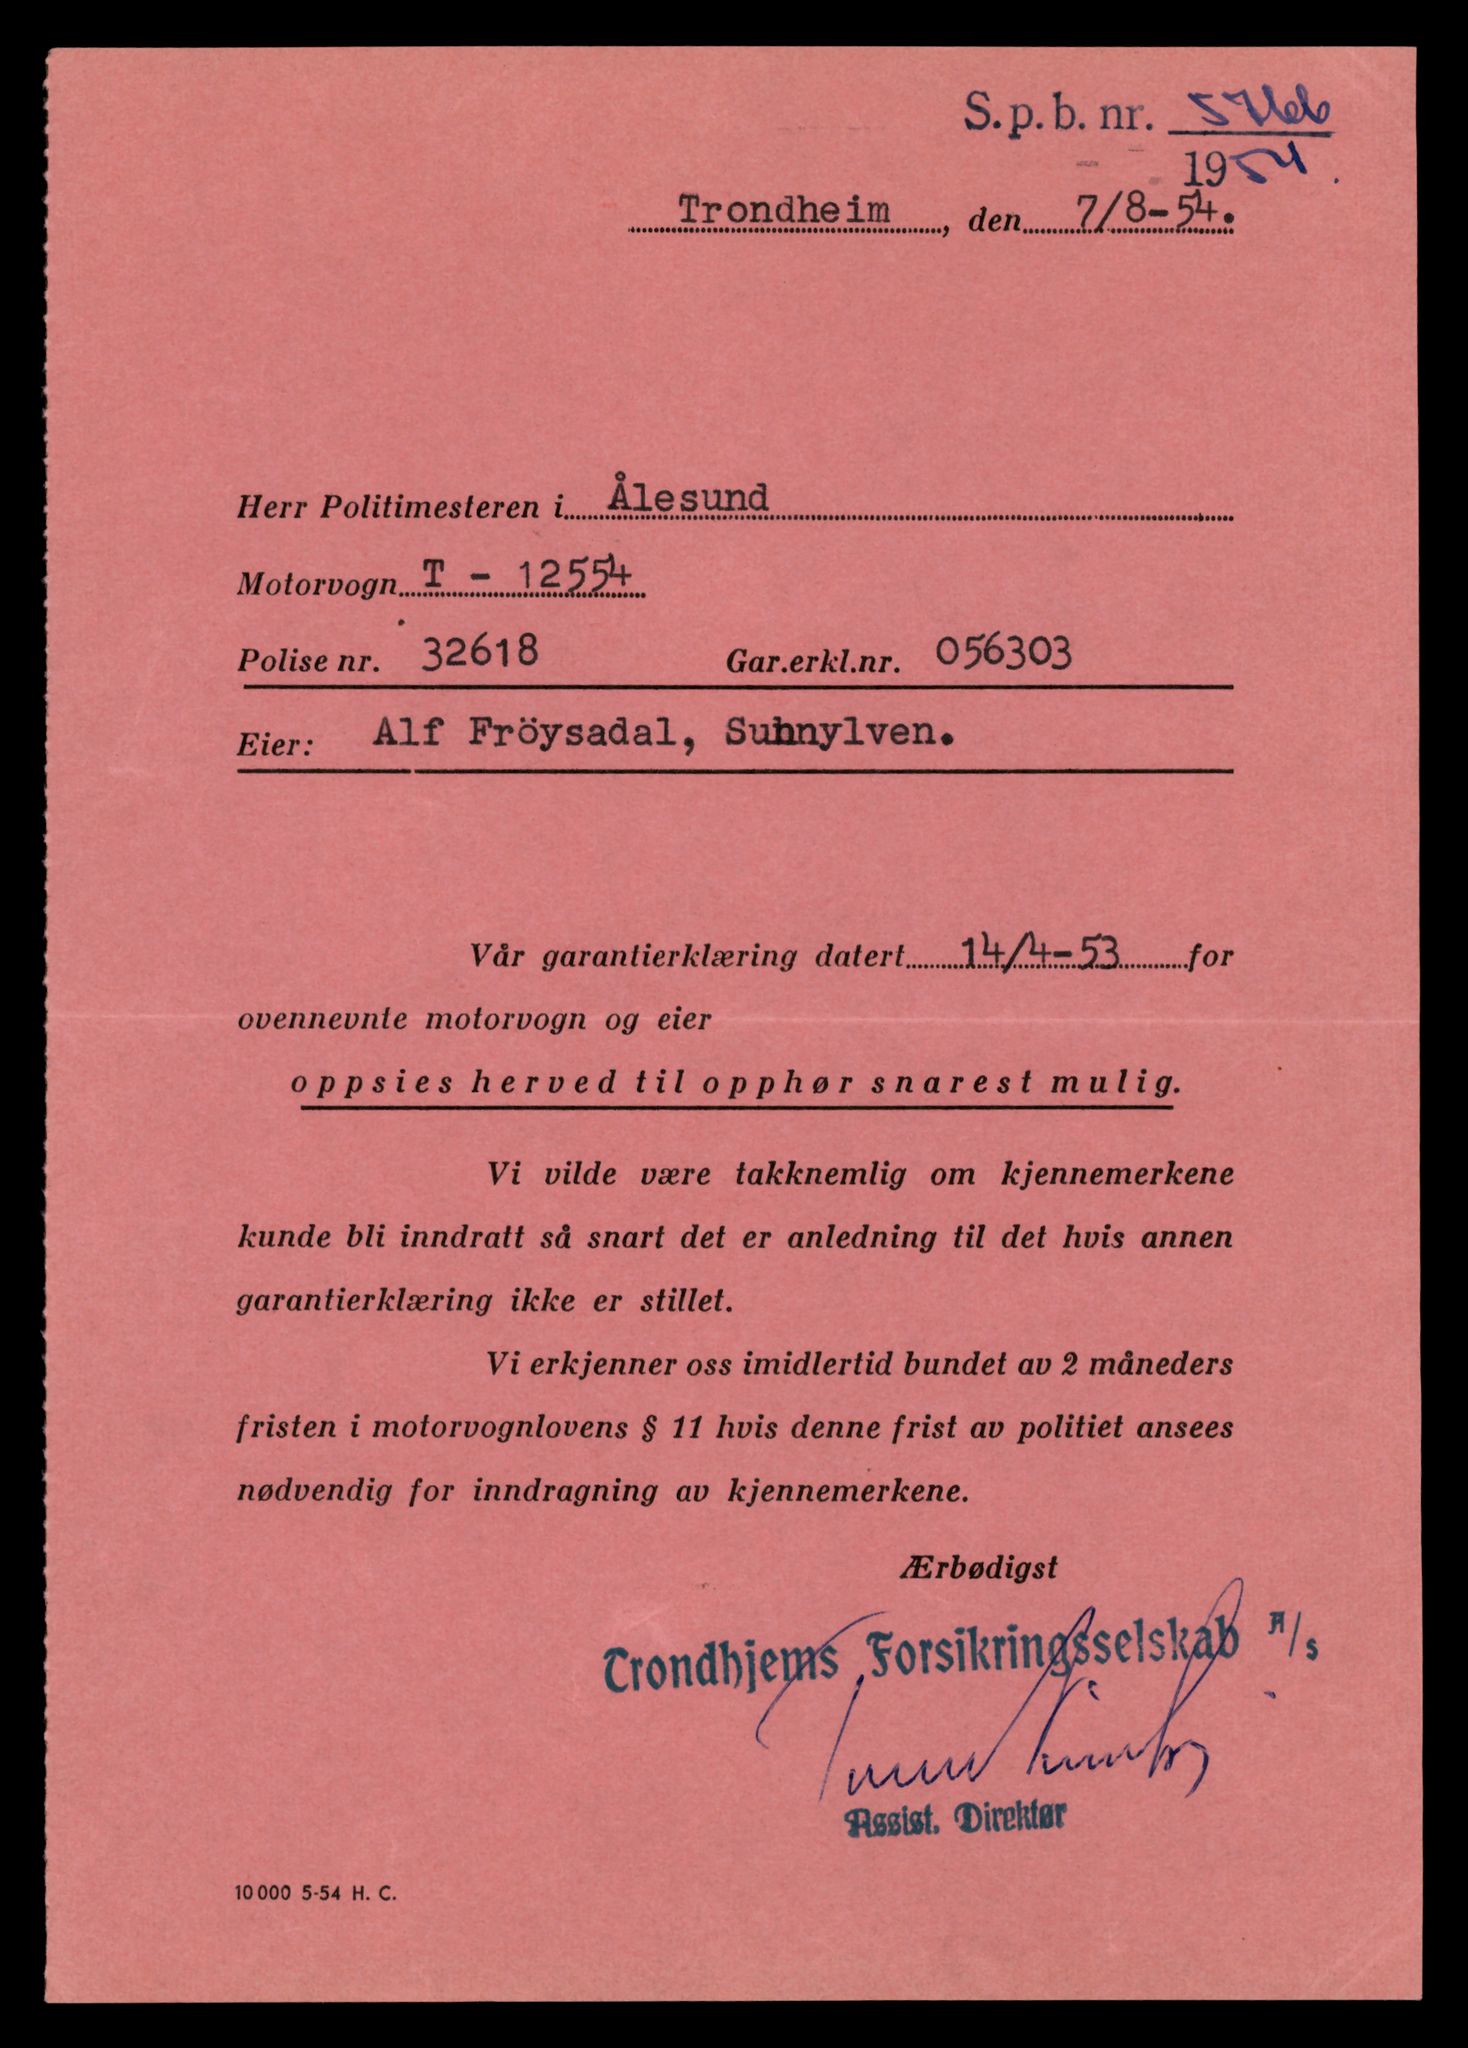 S.p.b. nr.
1954.
Trondheim, den 7/8-54.
Herr Politimesteren i Ålesund
Motorvogn T - 12554
Polise nr. 32618 Gar.erkl.nr. 056303
Eier: Alf Fröysadal, Sunnylven.
Vår garantierklæring datert 14/4-53 for
ovennevnte motorvogn og eier
oppsies herved til opphør snarest mulig.
Vi vilde være takknemlig om kjennemerkene
kunde bli inndratt så snart det er anledning til det hvis annen
garantierklæring ikke er stillet.
Vi erkjenner oss imidlertid bundet av 2 måneders
fristen i motorvognlovens § 11 hvis denne frist av politiet ansees
nødvendig for inndragning av kjennemerkene.
Ærbødigst
Trondhjems Forsikringsselskab A/s
Assist. Direktør
10000 5-54 H. C.